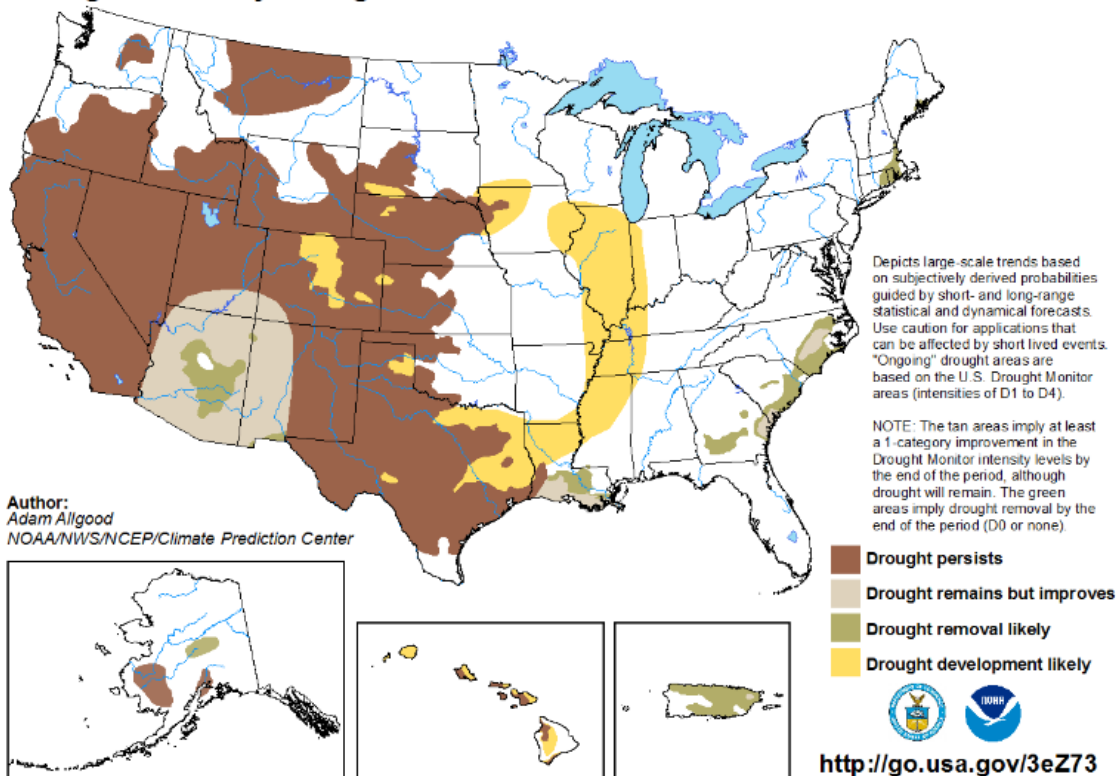 Depicts large-scale trends based
on subjectively derived probabilities
guided by short- and long-range
statistical and dynamical forecasts.
Use caution for applications that
can be affected by short lived events.
"Ongoing" drought areas are
based on the U.S. Drought Monitor
areas (intensities of D1 to D4).
NOTE: The tan areas imply at least
a 1-category improvement in the
Drought Monitor intensity levels by
the end of the period, although
drought will remain. The green
areas imply drought removal by the
end of the period (D0 or none).
Author:
Adam Allgood
NOAA/NWS/NCEP/Climate Prediction Center
Drought persists
Drought remains but improves
Drought removal likely
Drought development likely
NOAA
http://go.usa.gov/3eZ73